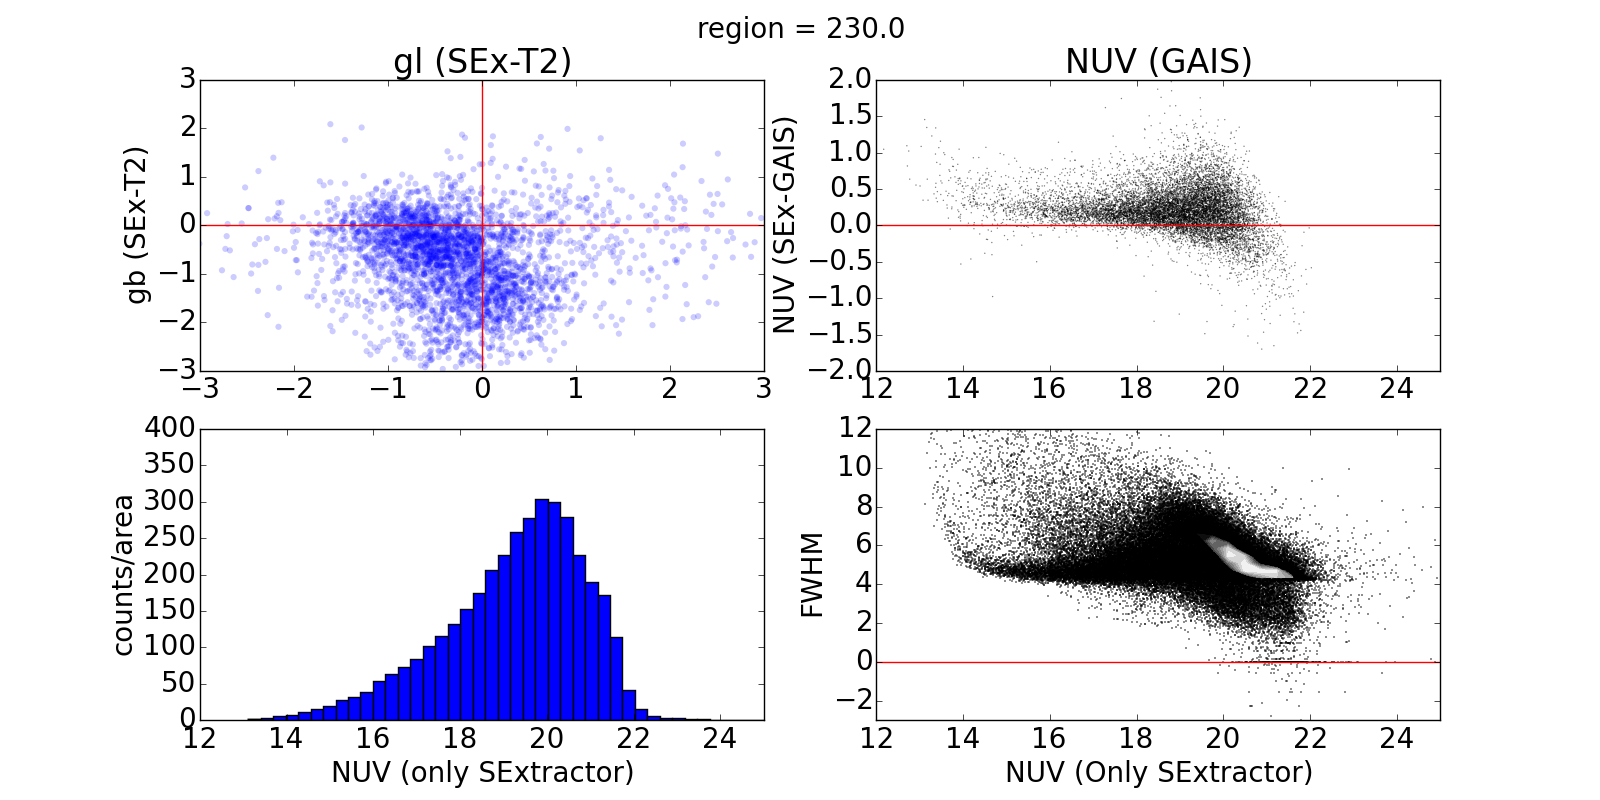 region = 230.0
gl (SEx-T2)
NUV (GAIS)
gb (SEx-T2)
3
2
1
0
−1
−2
−3
−3 −2 −1 0 1 2 3
NUV (SEx-GAIS)
2.0
1.5
1.0
0.5
0.0
−0.5
−1.0
−1.5
−2.0
12 14 16 18 20 22 24
counts/area
400
350
300
250
200
150
100
50
0
12 14 16 18 20 22 24
NUV (only SExtractor)
FWHM
12
10
8
6
4
2
0
−2
12 14 16 18 20 22 24
NUV (Only SExtractor)